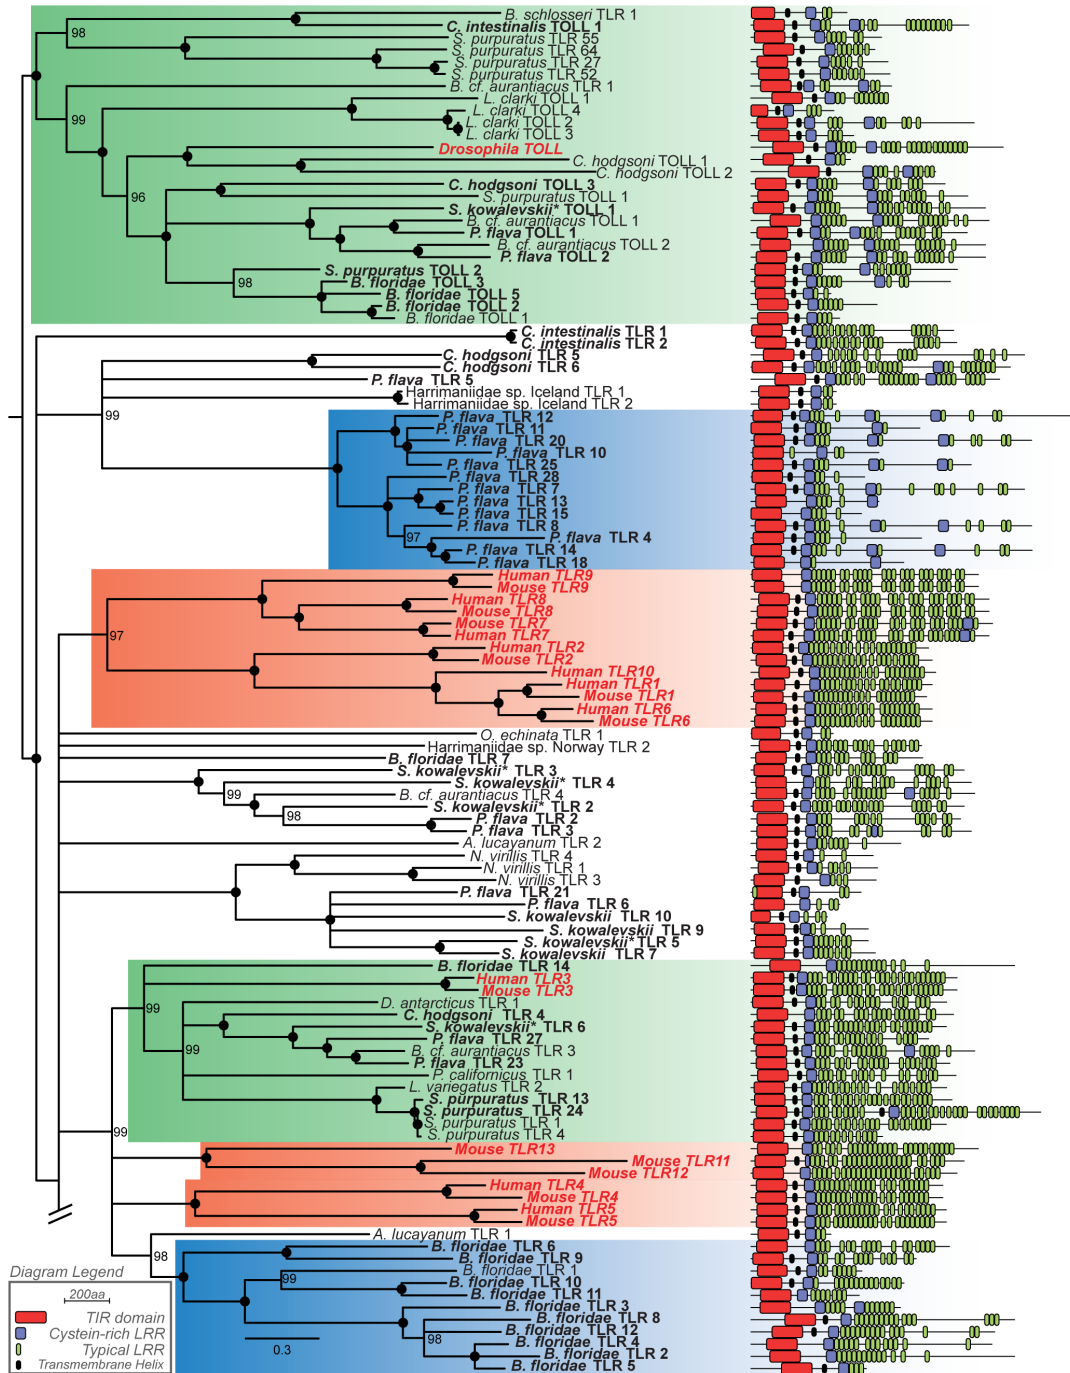 B. schlosseri TLR 1
98
C. intestinalis TOLL 1
S. purpuratus TLR 55
S. purpuratus TLR 64
S. purpuratus TLR 27
S. purpuratus TLR 52
B. cf. aurantiacus TLR 1
L. clarki TOLL 1
L. clarki TOLL 4
99
L. clarki TOLL 2
L. clarki TOLL 3
Drosophila TOLL
C. hodgsoni TOLL 1
C. hodgsoni TOLL 2
C. hodgsoni TOLL 3
96
S. purpuratus TOLL 1
S. kowalevskii* TOLL 1
B. cf. aurantiacus TOLL 1
P. flava TOLL 1
B. cf. aurantiacus TOLL 2
P. flava TOLL 2
S. purpuratus TOLL 2
98
B. floridae TOLL 3
B. floridae TOLL 5
B. floridae TOLL 2
B. floridae TOLL 1
C. intestinalis TLR 1
C. intestinalis TLR 2
C. hodgsoni TLR 5
C. hodgsoni TLR 6
P. flava TLR 5
Harrimaniidae sp. Iceland TLR 1
Harrimaniidae sp. Iceland TLR 2
99
P. flava TLR 12
P. flava TLR 11
P. flava TLR 20
P. flava TLR 10
P. flava TLR 25
P. flava TLR 28
P. flava TLR 7
P. flava TLR 13
P. flava TLR 15
P. flava TLR 8
97
P. flava TLR 4
P. flava TLR 14
P. flava TLR 18
Human TLR9
Mouse TLR9
Human TLR8
Mouse TLR8
Mouse TLR7
97
Human TLR7
Human TLR2
Mouse TLR2
Human TLR10
Human TLR1
Mouse TLR1
Human TLR6
Mouse TLR6
O. echinata TLR 1
Harrimaniidae sp. Norway TLR 2
B. floridae TLR 7
S. kowalevskii* TLR 3
S. kowalevskii* TLR 4
99
B. cf. aurantiacus TLR 4
S. kowalevskii* TLR 2
98
P. flava TLR 2
P. flava TLR 3
A. lucayanum TLR 2
N. virillis TLR 4
N. virillis TLR 1
N. virillis TLR 3
P. flava TLR 21
P. flava TLR 6
S. kowalevskii TLR 10
S. kowalevskii TLR 9
S. kowalevskii* TLR 5
S. kowalevskii TLR 7
B. floridae TLR 14
Human TLR3
Mouse TLR3
D. antarcticus TLR 1
99
C. hodgsoni TLR 4
S. kowalevskii* TLR 6
P. flava TLR 27
99
B. cf. aurantiacus TLR 3
P. flava TLR 23
P. californicus TLR 1
L. variegatus TLR 2
S. purpuratus TLR 13
S. purpuratus TLR 24
S. purpuratus TLR 1
99
S. purpuratus TLR 4
Mouse TLR13
Mouse TLR11
Mouse TLR12
Human TLR4
Mouse TLR4
Human TLR5
Mouse TLR5
A. lucayanum TLR 1
B. floridae TLR 6
98
B. floridae TLR 9
B. floridae TLR 1
99
B. floridae TLR 10
B. floridae TLR 11
B. floridae TLR 3
B. floridae TLR 8
B. floridae TLR 12
98
B. floridae TLR 4
B. floridae TLR 2
B. floridae TLR 5
0.3
Diagram Legend
200aa
TIR domain
Cystein-rich LRR
Typical LRR
Transmembrane Helix